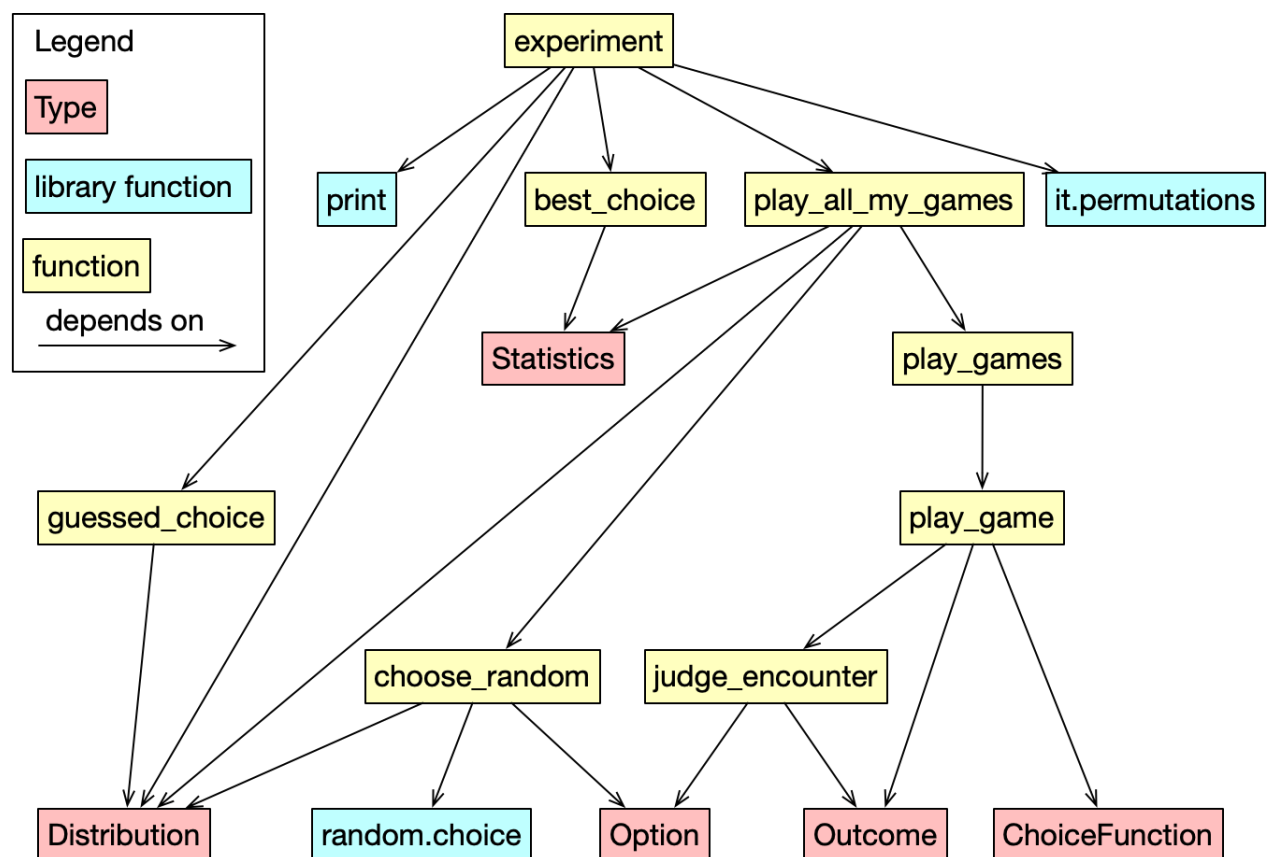 Legend
Type
library function
function
depends on
experiment
print
best_choice
play_all_my_games
it.permutations
Statistics
play_games
guessed_choice
play_game
choose_random
judge_encounter
Distribution
random.choice
Option
Outcome
ChoiceFunction